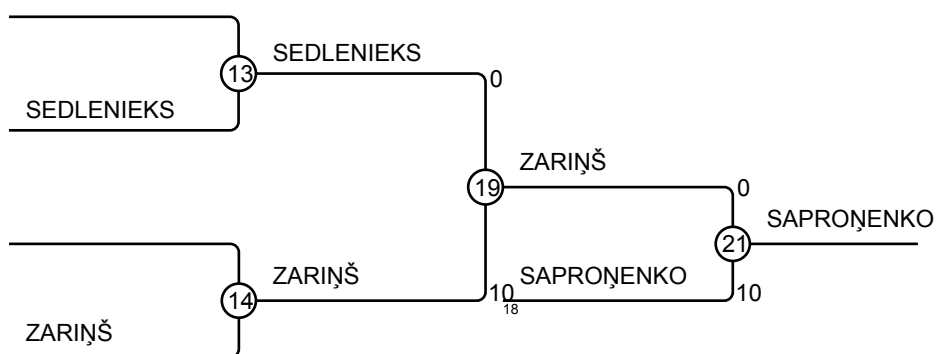 SEDLENIEKS
13
0
SEDLENIEKS
ZARIŅŠ
19
0
SAPROŅENKO
21
ZARIŅŠ
SAPROŅENKO
14
10
18
10
ZARIŅŠ